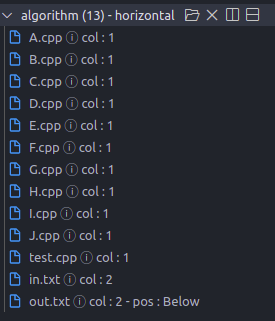 algorithm (13) - horizontal
A.cpp ⓘ col : 1
B.cpp ⓘ col : 1
C.cpp ⓘ col : 1
D.cpp ⓘ col : 1
E.cpp ⓘ col : 1
F.cpp ⓘ col : 1
G.cpp ⓘ col : 1
H.cpp ⓘ col : 1
I.cpp ⓘ col : 1
J.cpp ⓘ col : 1
test.cpp ⓘ col : 1
in.txt ⓘ col : 2
out.txt ⓘ col : 2 - pos : Below